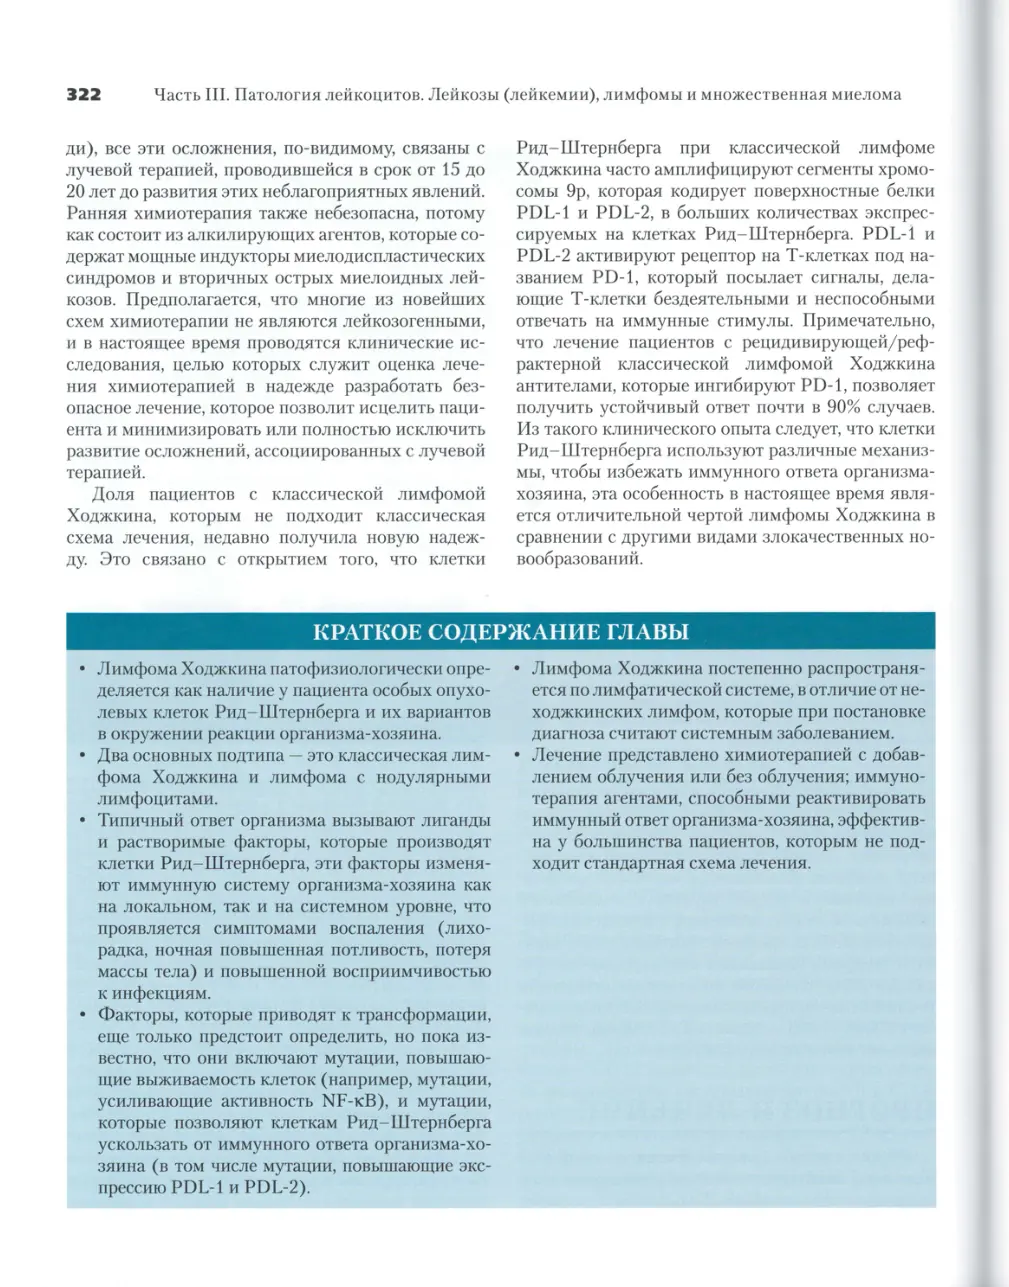 322 Часть III. Патология лейкоцитов. Лейкозы (лейкемии), лимфомы и множественная миелома
ди), все эти осложнения, по-видимому, связаны с
лучевой терапией, проводившейся в срок от 15 до
20 лет до развития этих неблагоприятных явлений.
Ранняя химиотерапия также небезопасна, потому
как состоит из алкилирующих агентов, которые со-
держат мощные индукторы миелодиспластических
синдромов и вторичных острых миелоидных лей-
козов. Предполагается, что многие из новейших
схем химиотерапии не являются лейкозогенными,
и в настоящее время проводятся клинические ис-
следования, целью которых служит оценка лече-
ния химиотерапией в надежде разработать без-
опасное лечение, которое позволит исцелить паци-
ента и минимизировать или полностью исключить
развитие осложнений, ассоциированных с лучевой
терапией.
Доля пациентов с классической лимфомой
Ходжкина, которым не подходит классическая
схема лечения, недавно получила новую надеж-
ду. Это связано с открытием того, что клетки
Рид–Штернберга при классической лимфоме
Ходжкина часто амплифицируют сегменты хромо-
сомы 9p, которая кодирует поверхностные белки
PDL-1 и PDL-2, в больших количествах экспрес-
сируемых на клетках Рид–Штернберга. PDL-1 и
PDL-2 активируют рецептор на Т-клетках под на-
званием PD-1, который посылает сигналы, дела-
ющие Т-клетки бездеятельными и неспособными
отвечать на иммунные стимулы. Примечательно,
что лечение пациентов с рецидивирующей/реф-
рактерной классической лимфомой Ходжкина
антителами, которые ингибируют PD-1, позволяет
получить устойчивый ответ почти в 90% случаев.
Из такого клинического опыта следует, что клетки
Рид–Штернберга используют различные механиз-
мы, чтобы избежать иммунного ответа организма-
хозяина, эта особенность в настоящее время явля-
ется отличительной чертой лимфомы Ходжкина в
сравнении с другими видами злокачественных но-
вообразований.
КРАТКОЕ СОДЕРЖАНИЕ ГЛАВЫ
• Лимфома Ходжкина патофизиологически опре-
деляется как наличие у пациента особых опухо-
левых клеток Рид–Штернберга и их вариантов
в окружении реакции организма-хозяина.
• Два основных подтипа — это классическая лим-
фома Ходжкина и лимфома с нодулярными
лимфоцитами.
• Типичный ответ организма вызывают лиганды
и растворимые факторы, которые производят
клетки Рид–Штернберга, эти факторы изменя-
ют иммунную систему организма-хозяина как
на локальном, так и на системном уровне, что
проявляется симптомами воспаления (лихо-
радка, ночная повышенная потливость, потеря
массы тела) и повышенной восприимчивостью
к инфекциям.
• Факторы, которые приводят к трансформации,
еще только предстоит определить, но пока из-
вестно, что они включают мутации, повышаю-
щие выживаемость клеток (например, мутации,
усиливающие активность NF-κB), и мутации,
которые позволяют клеткам Рид–Штернберга
ускользать от иммунного ответа организма-хо-
зяина (в том числе мутации, повышающие экс-
прессию PDL-1 и PDL-2).
• Лимфома Ходжкина постепенно распространя-
ется по лимфатической системе, в отличие от не-
ходжкинских лимфом, которые при постановке
диагноза считают системным заболеванием.
• Лечение представлено химиотерапией с добав-
лением облучения или без облучения; иммуно-
терапия агентами, способными реактивировать
иммунный ответ организма-хозяина, эффектив-
на у большинства пациентов, которым не под-
ходит стандартная схема лечения.